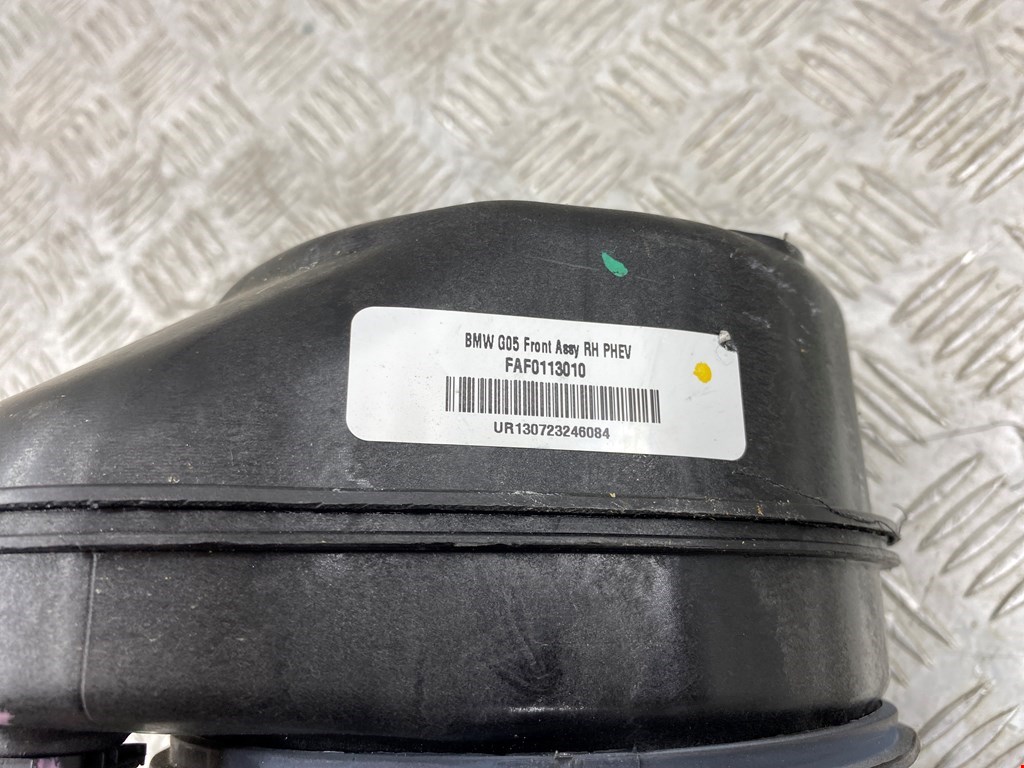 BMW G05 Front Assy RH PHEV
FAF0113010
UR130723246084